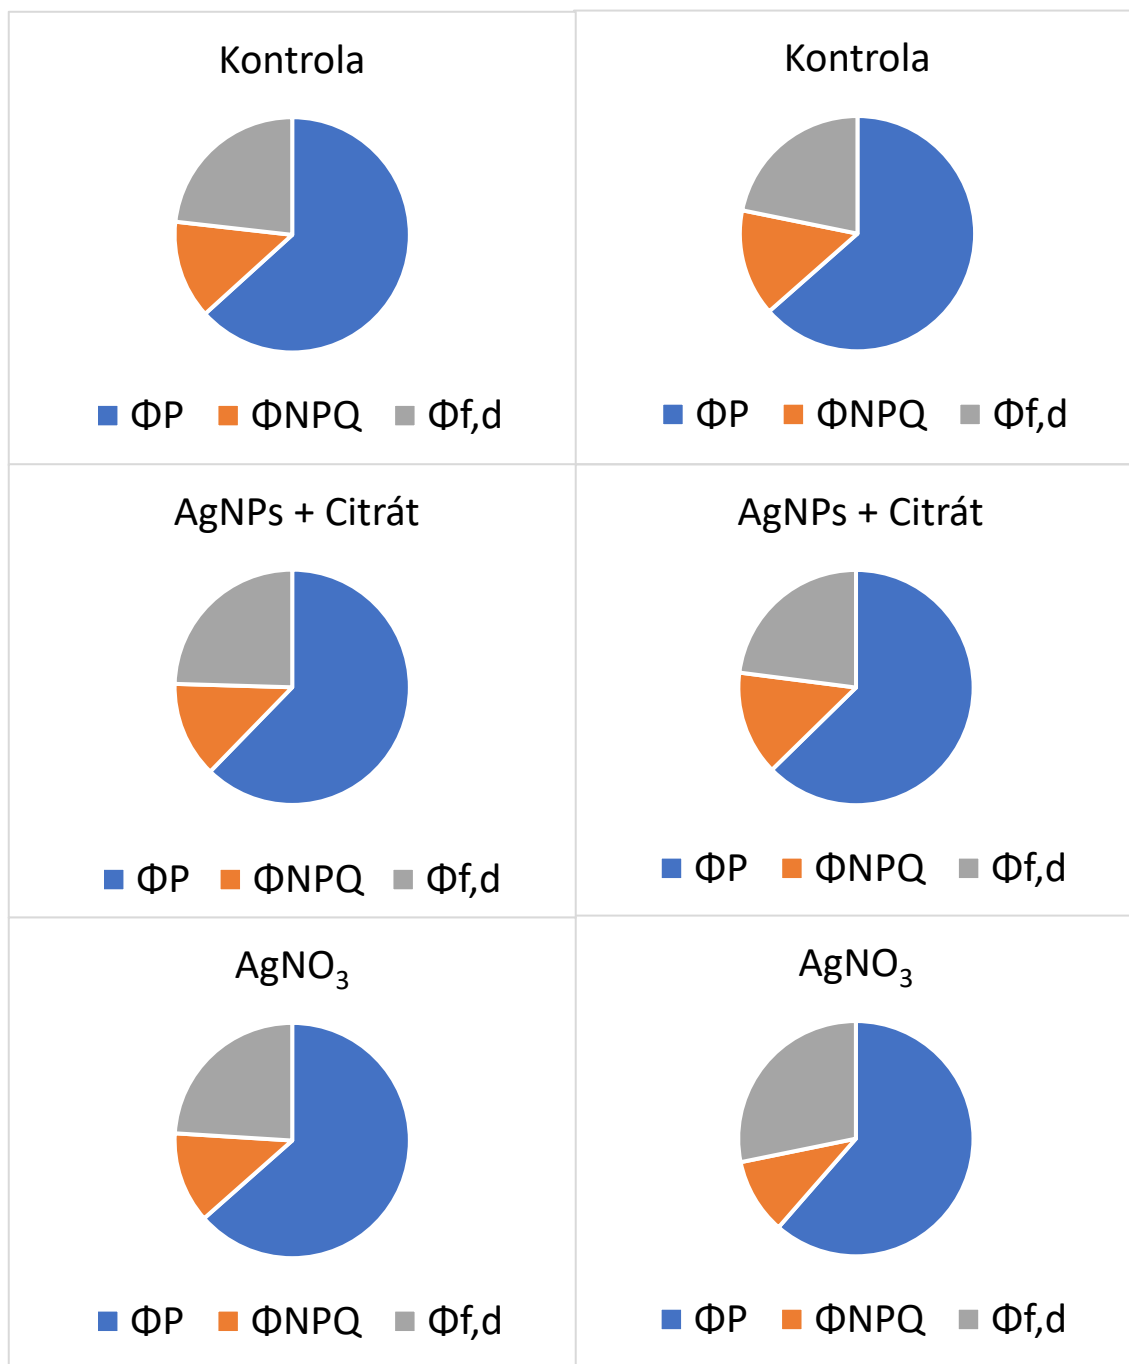 Kontrola
ΦP ΦNPQ Φf,d
Kontrola
ΦP ΦNPQ Φf,d
AgNPs + Citrát
ΦP ΦNPQ Φf,d
AgNPs + Citrát
ΦP ΦNPQ Φf,d
AgNO₃
ΦP ΦNPQ Φf,d
AgNO₃
ΦP ΦNPQ Φf,d